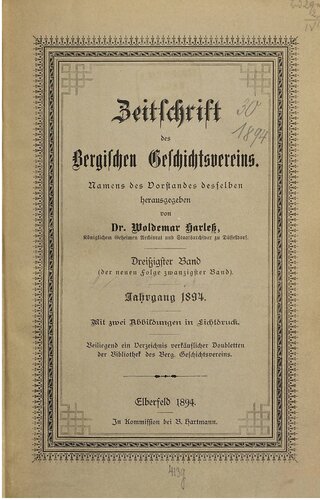 Zeitschrift
des
Bergischen Geschichtsvereins.
Namens des Vorstandes desselben
herausgegeben
von
Dr. Woldemar Harleß,
Königlichem Geheimen Archivrat und Staatsarchivar zu Düsseldorf.
30
1894
Dreißigster Band
(der neuen Folge zwanzigster Band).
Jahrgang 1894.
Mit zwei Abbildungen in Lichtdruck.
Beiliegend ein Verzeichnis verkäuflicher Doubletten
der Bibliothek des Berg. Geschichtsvereins.
Elberfeld 1894.
In Kommission bei B. Hartmann.